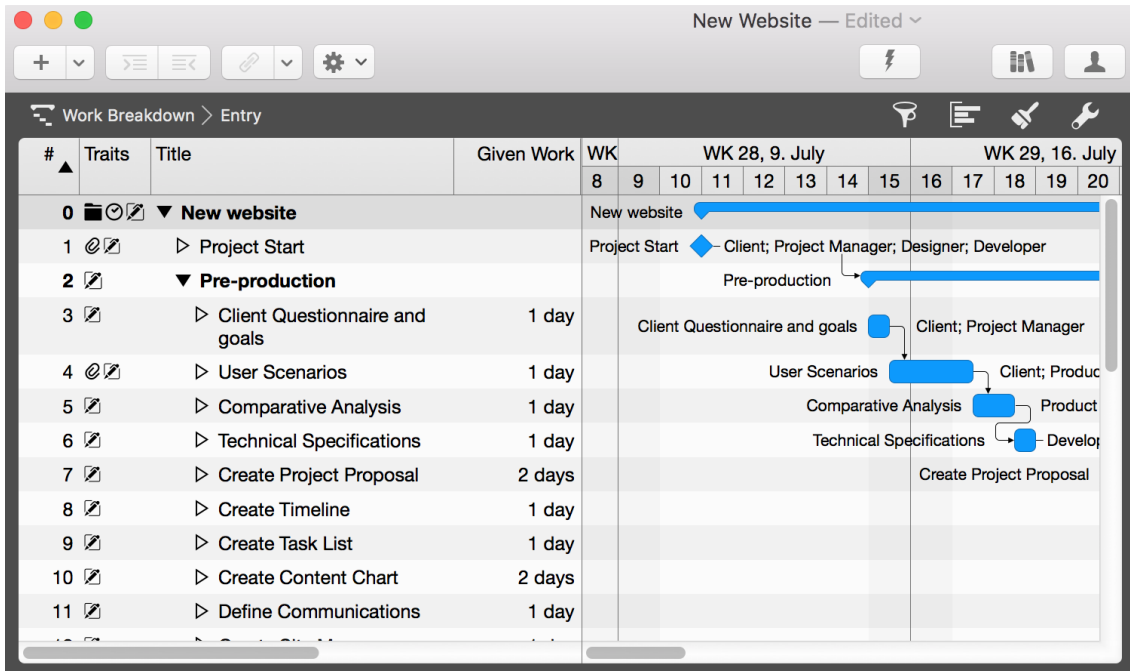 New Website — Edited
Work Breakdown > Entry
# Traits Title Given Work WK WK 28, 9. July WK 29, 16. July
8 9 10 11 12 13 14 15 16 17 18 19 20
0 New website New website
1 Project Start Project Start Client; Project Manager; Designer; Developer
2 Pre-production Pre-production
3 Client Questionnaire and 1 day Client Questionnaire and goals Client; Project Manager
goals
4 User Scenarios 1 day User Scenarios Client; Produc
5 Comparative Analysis 1 day Comparative Analysis Product
6 Technical Specifications 1 day Technical Specifications Develop
7 Create Project Proposal 2 days Create Project Proposal
8 Create Timeline 1 day
9 Create Task List 1 day
10 Create Content Chart 2 days
11 Define Communications 1 day